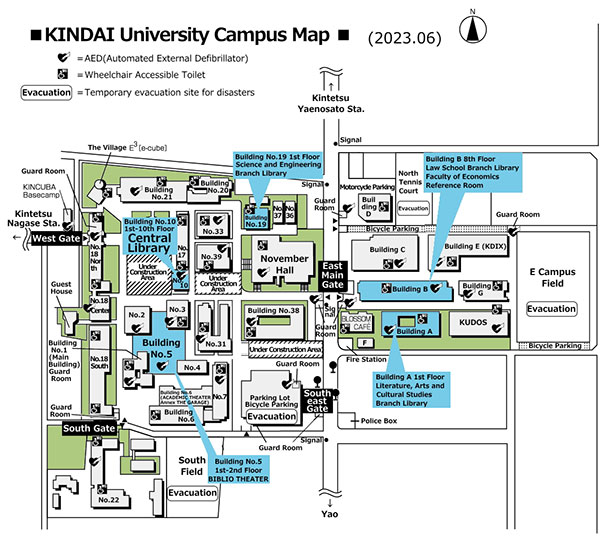 ■KINDAI University Campus Map ■ (2023.06)
N
=AED(Automated External Defibrillator)
=Wheelchair Accessible Toilet
Evacuation =Temporary evacuation site for disasters
Kintetsu
Yaenosato Sta.
Signal
The Village E³(e-cube)
Guard Room
KINCUBA
Basecamp
Kintetsu
Nagase Sta.
West Gate
Building
No.21
Building
No.20
Building No.19 1st Floor
Science and Engineering
Branch Library
Signal
Building
No.19
No.
37
No.
36
Guard
Room
Motorcycle Parking
Buil
ding
D
North
Tennis
Court
Evacuation
Building B 8th Floor
Law School Branch Library
Faculty of Economics
Reference Room
Guard Room
Bicycle Parking
Building No.10
1st-10th Floor
Central
Library
No.
17
No.
10
No.33
No.39
Under
Construction
Area
Under
Construction
Area
No.
18
North
November
Hall
East
Main
Gate
Building C
Building E (KDIX)
Building B
Building
G
E Campus
Field
Evacuation
Guest
House
No.18
Center
No.2
No.3
Building
No.5
Building
No.1
(Main
Building)
Guard
Room
No.18
South
No.4
No.31
Building No.38
Under Construction Area
Signal
Guard
Room
BLOSSOM
CAFÉ
Building A
KUDOS
F
Fire Station
Bicycle Parking
Building A 1st Floor
Literature, Arts and
Cultural Studies
Branch Library
Building No.6
(ACADEMIC THEATER)
Annex THE GARAGE)
Building
No.6
No.7
Guard
Room
Parking Lot
Bicycle Parking
Evacuation
South
east
Gate
Police Box
Guard
Room
South Gate
Guard Room
Signal
Building No.5
1st-2nd Floor
BIBLIO THEATER
South
Field
Evacuation
No.22
Yao